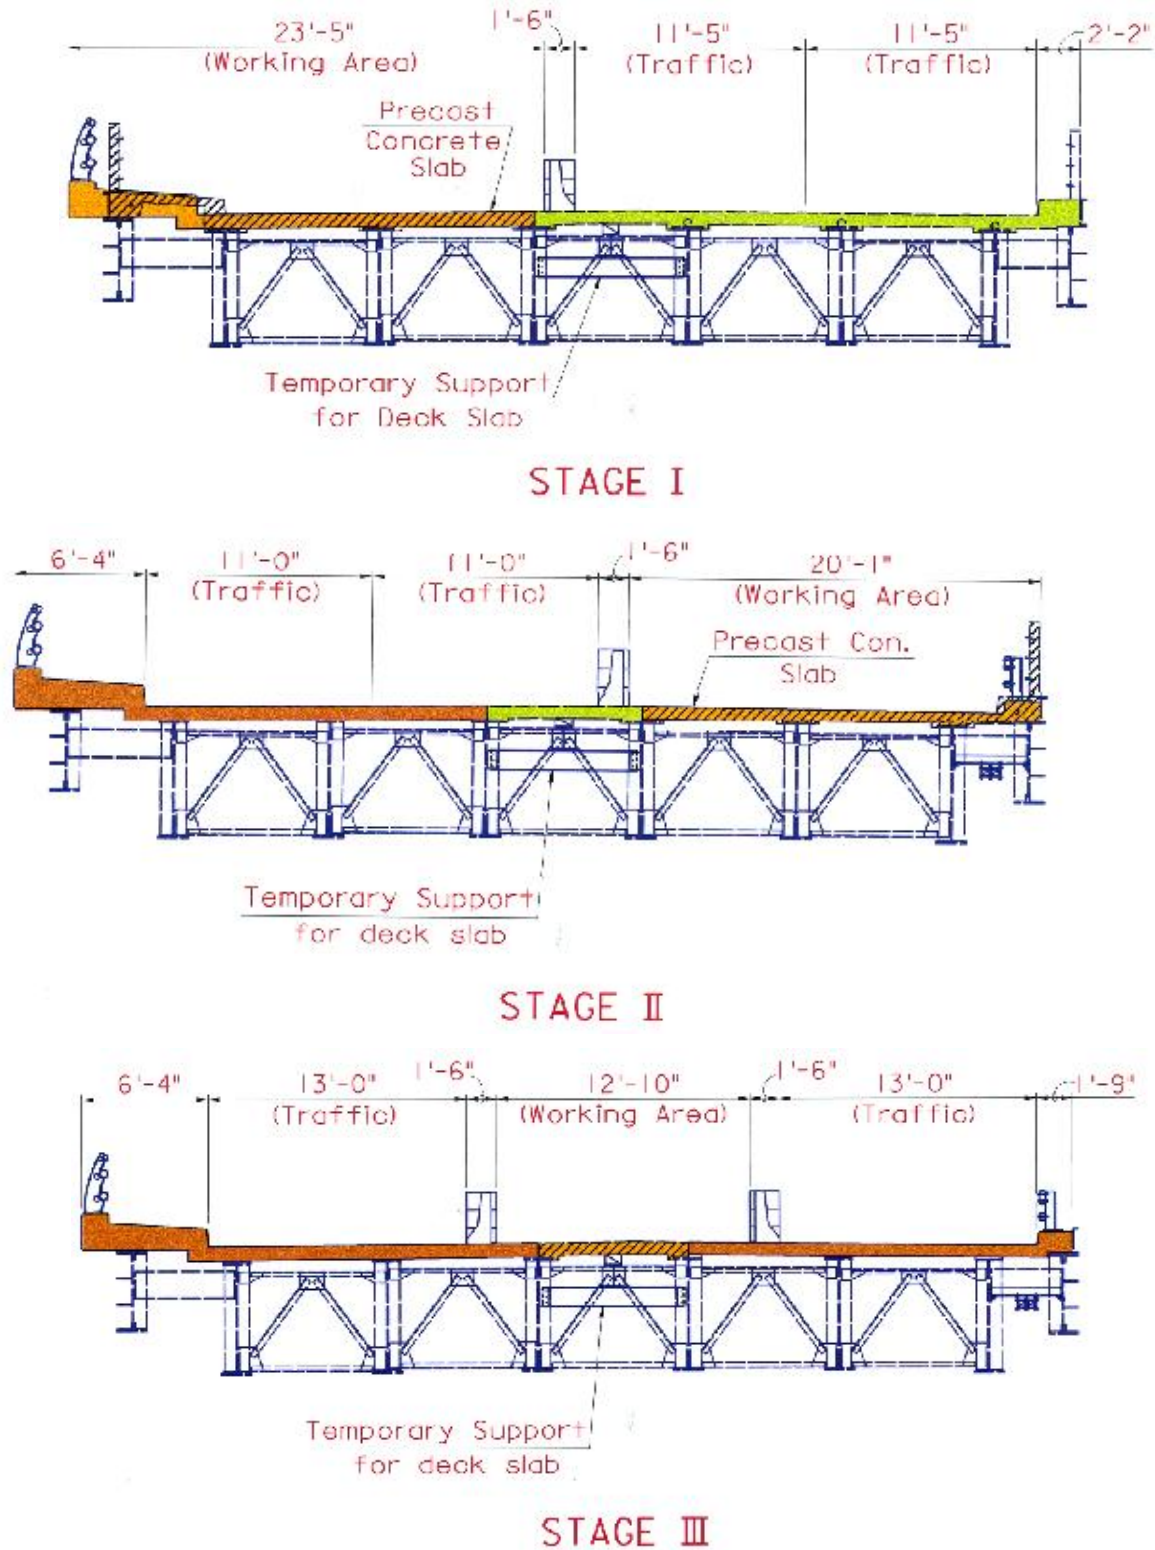 23'-5" 1'-6" 11'-5" 11'-5" 2'-2"
(Working Area) (Traffic) (Traffic)
Precast
Concrete
Slab
Temporary Support
for Deck Slab
STAGE I
6'-4" 11'-0" 11'-0" 1'-6" 20'-1"
(Traffic) (Traffic) (Working Area)
Precast Con.
Slab
Temporary Support
for deck slab
STAGE II
6'-4" 13'-0" 1'-6" 12'-10" 1'-6" 13'-0" 1'-9"
(Traffic) (Working Area) (Traffic)
Temporary Support
for deck slab
STAGE III